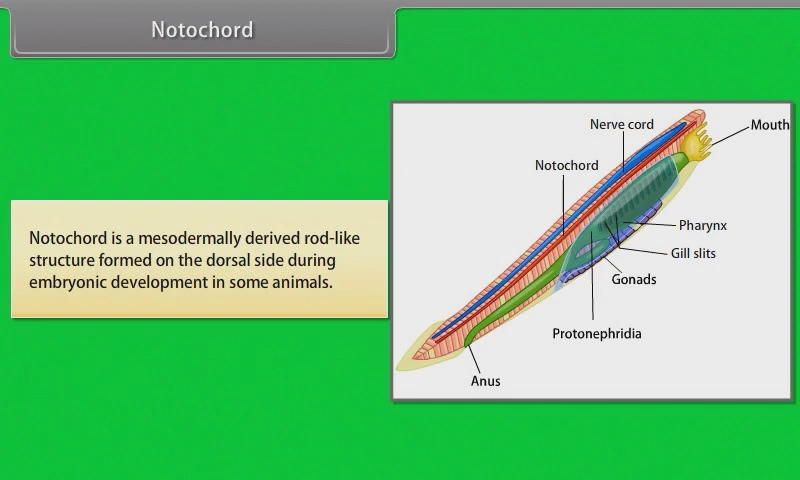 Notochord
Notochord is a mesodermally derived rod-like
structure formed on the dorsal side during
embryonic development in some animals.
Nerve cord
Mouth
Notochord
Pharynx
Gill slits
Gonads
Protonephridia
Anus